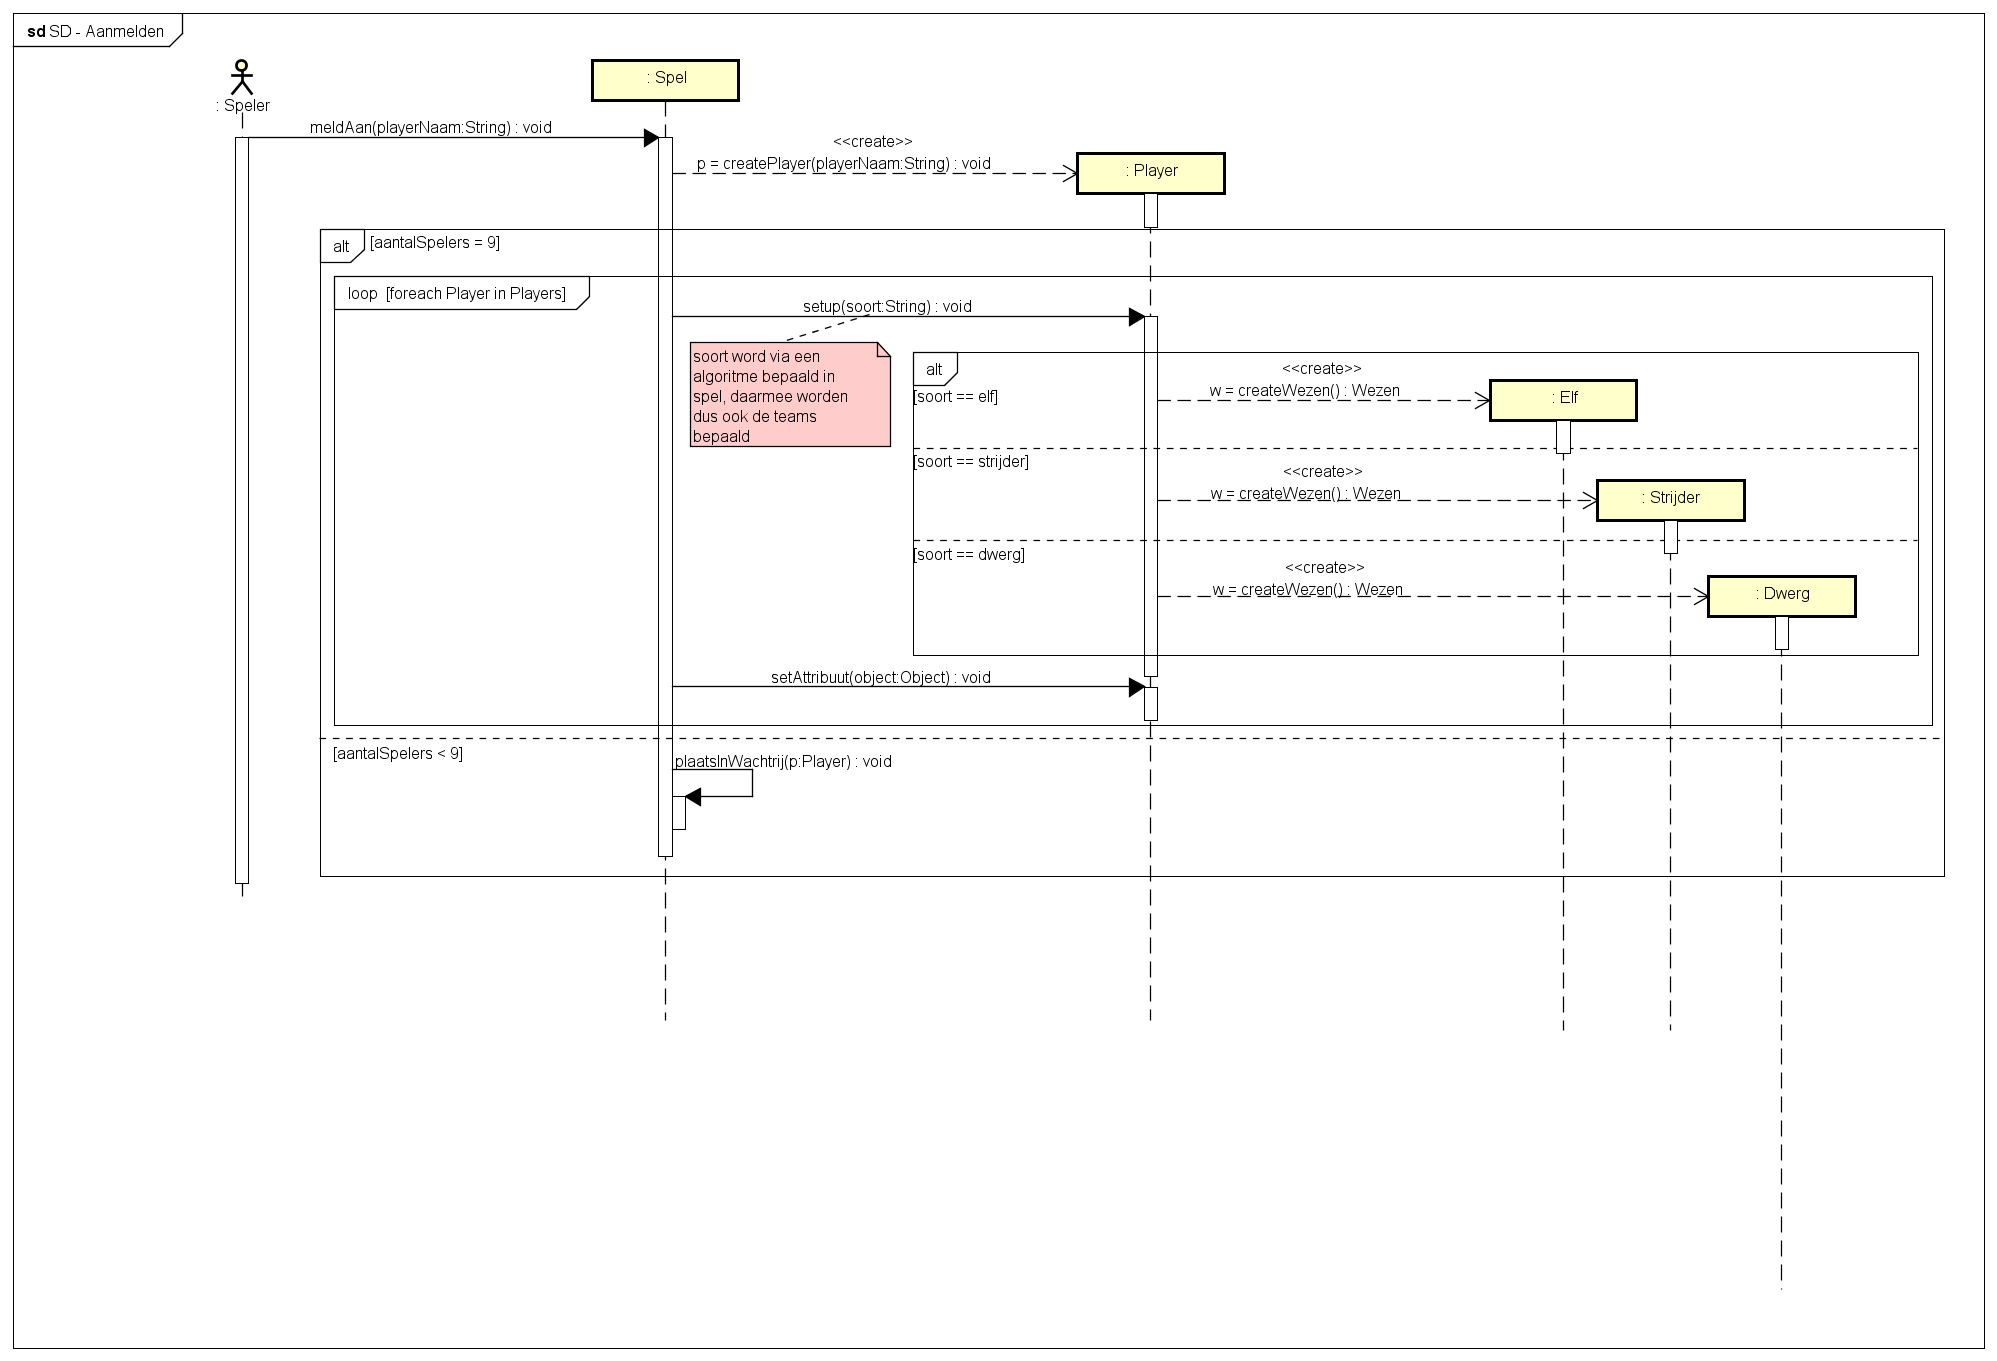 sd SD - Aanmelden
: Speler
: Spel
meldAan(playerNaam:String) : void
<<create>>
p = createPlayer(playerNaam:String) : void
: Player
alt
[aantalSpelers = 9]
loop [foreach Player in Players]
setup(soort:String) : void
soort word via een
algoritme bepaald in
spel, daarmee worden
dus ook de teams
bepaald
alt
[soort == elf]
<<create>>
w = createWezen() : Wezen
: Elf
[soort == strijder]
<<create>>
w = createWezen() : Wezen
: Strijder
[soort == dwerg]
<<create>>
w = createWezen() : Wezen
: Dwerg
setAttribuut(object:Object) : void
[aantalSpelers < 9]
plaatsInWachtrij(p:Player) : void